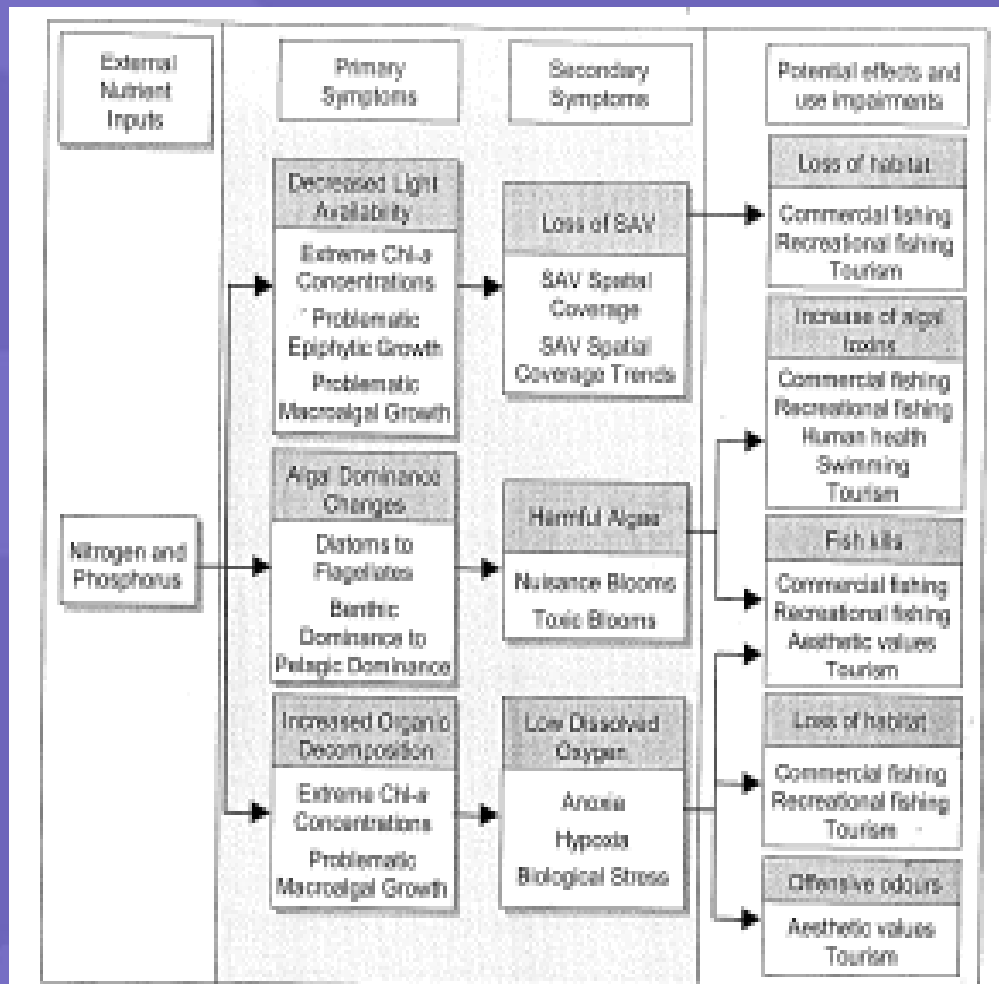 External
Nutrient
Inputs
Primary
Symptoms
Secondary
Symptoms
Potential effects and
use impairments
Nitrogen and
Phosphorus
Decreased Light
Availability
Extreme Chl-a
Concentrations
Problematic
Epiphytic Growth
Problematic
Macroalgal Growth
Algal Dominance
Changes
Diatoms to
Flagellates
Benthic
Dominance to
Pelagic Dominance
Increased Organic
Decomposition
Extreme Chl-a
Concentrations
Problematic
Macroalgal Growth
Loss of SAV
SAV Spatial
Coverage
SAV Spatial
Coverage Trends
Harmful Algae
Nuisance Blooms
Toxic Blooms
Low Dissolved
Oxygen
Anoxia
Hypoxia
Biological Stress
Loss of habitat
Commercial fishing
Recreational fishing
Tourism
Increase of algal
toxins
Commercial fishing
Recreational fishing
Human health
Swimming
Tourism
Fish kills
Commercial fishing
Recreational fishing
Aesthetic values
Tourism
Loss of habitat
Commercial fishing
Recreational fishing
Tourism
Offensive odours
Aesthetic values
Tourism